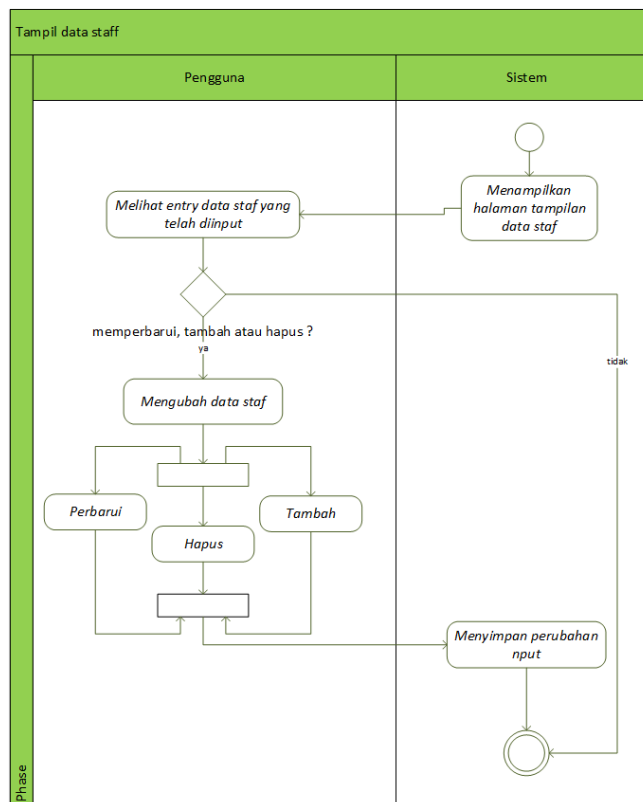 Tampil data staff
Pengguna
Sistem
Menampilkan
halaman tampilan
data staf
Melihat entry data staf yang
telah diinput
memperbarui, tambah atau hapus ?
ya
tidak
Mengubah data staf
Perbarui
Hapus
Tambah
Menyimpan perubahan
nput
Phase